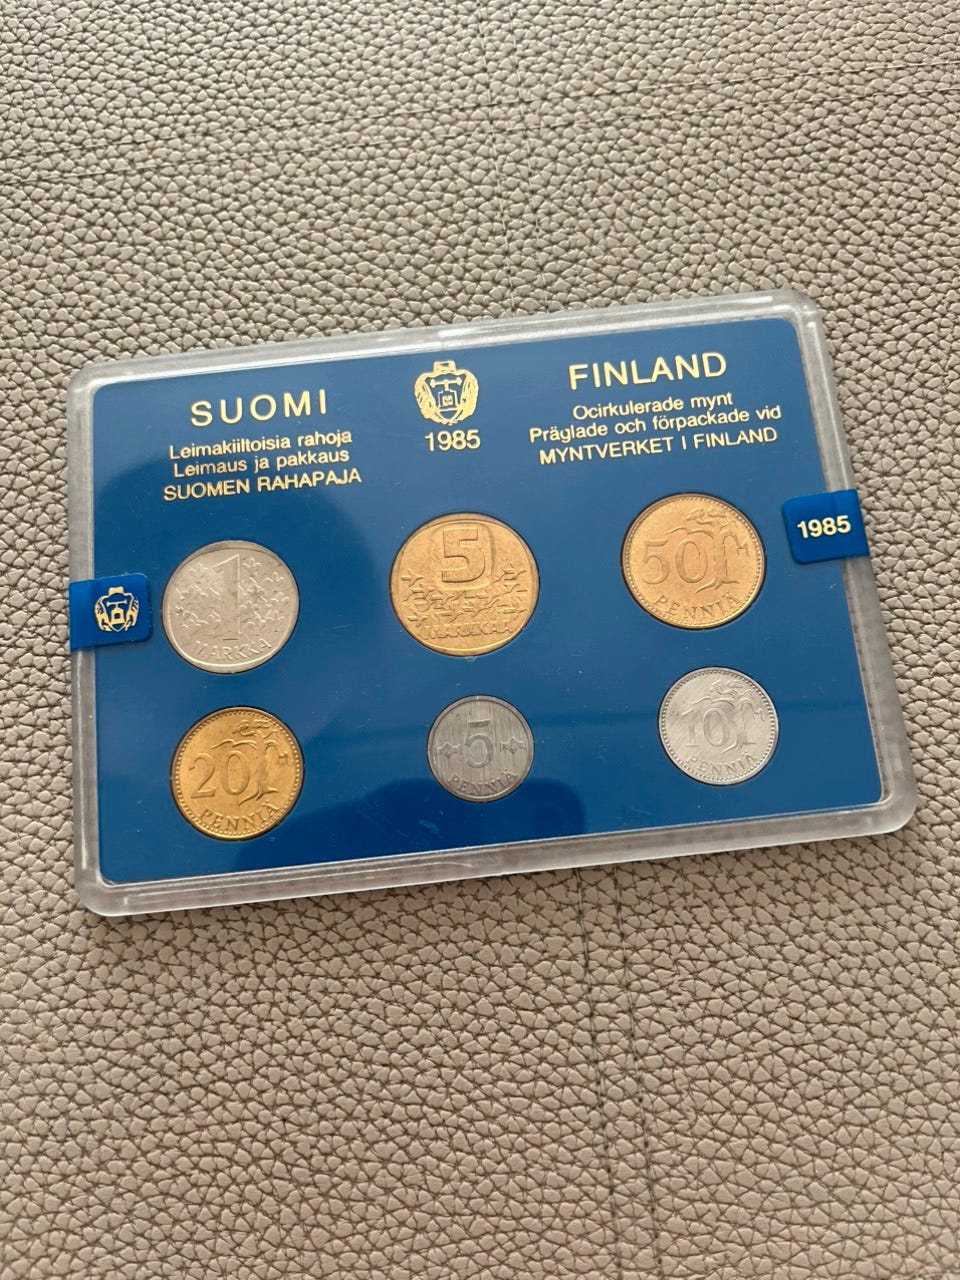 SUOMI
Leimakiiltoisia rahoja
Leimaus ja pakkaus
SUOMEN RAHAPAJA
1985
FINLAND
Ocirkulerade mynt
Präglade och förpackade vid
MYNTVERKET I FINLAND
1985
1
MARKKA
5
MARKKAA
50
PENNIÄ
20
PENNIÄ
5
PENNIÄ
10
PENNIÄ